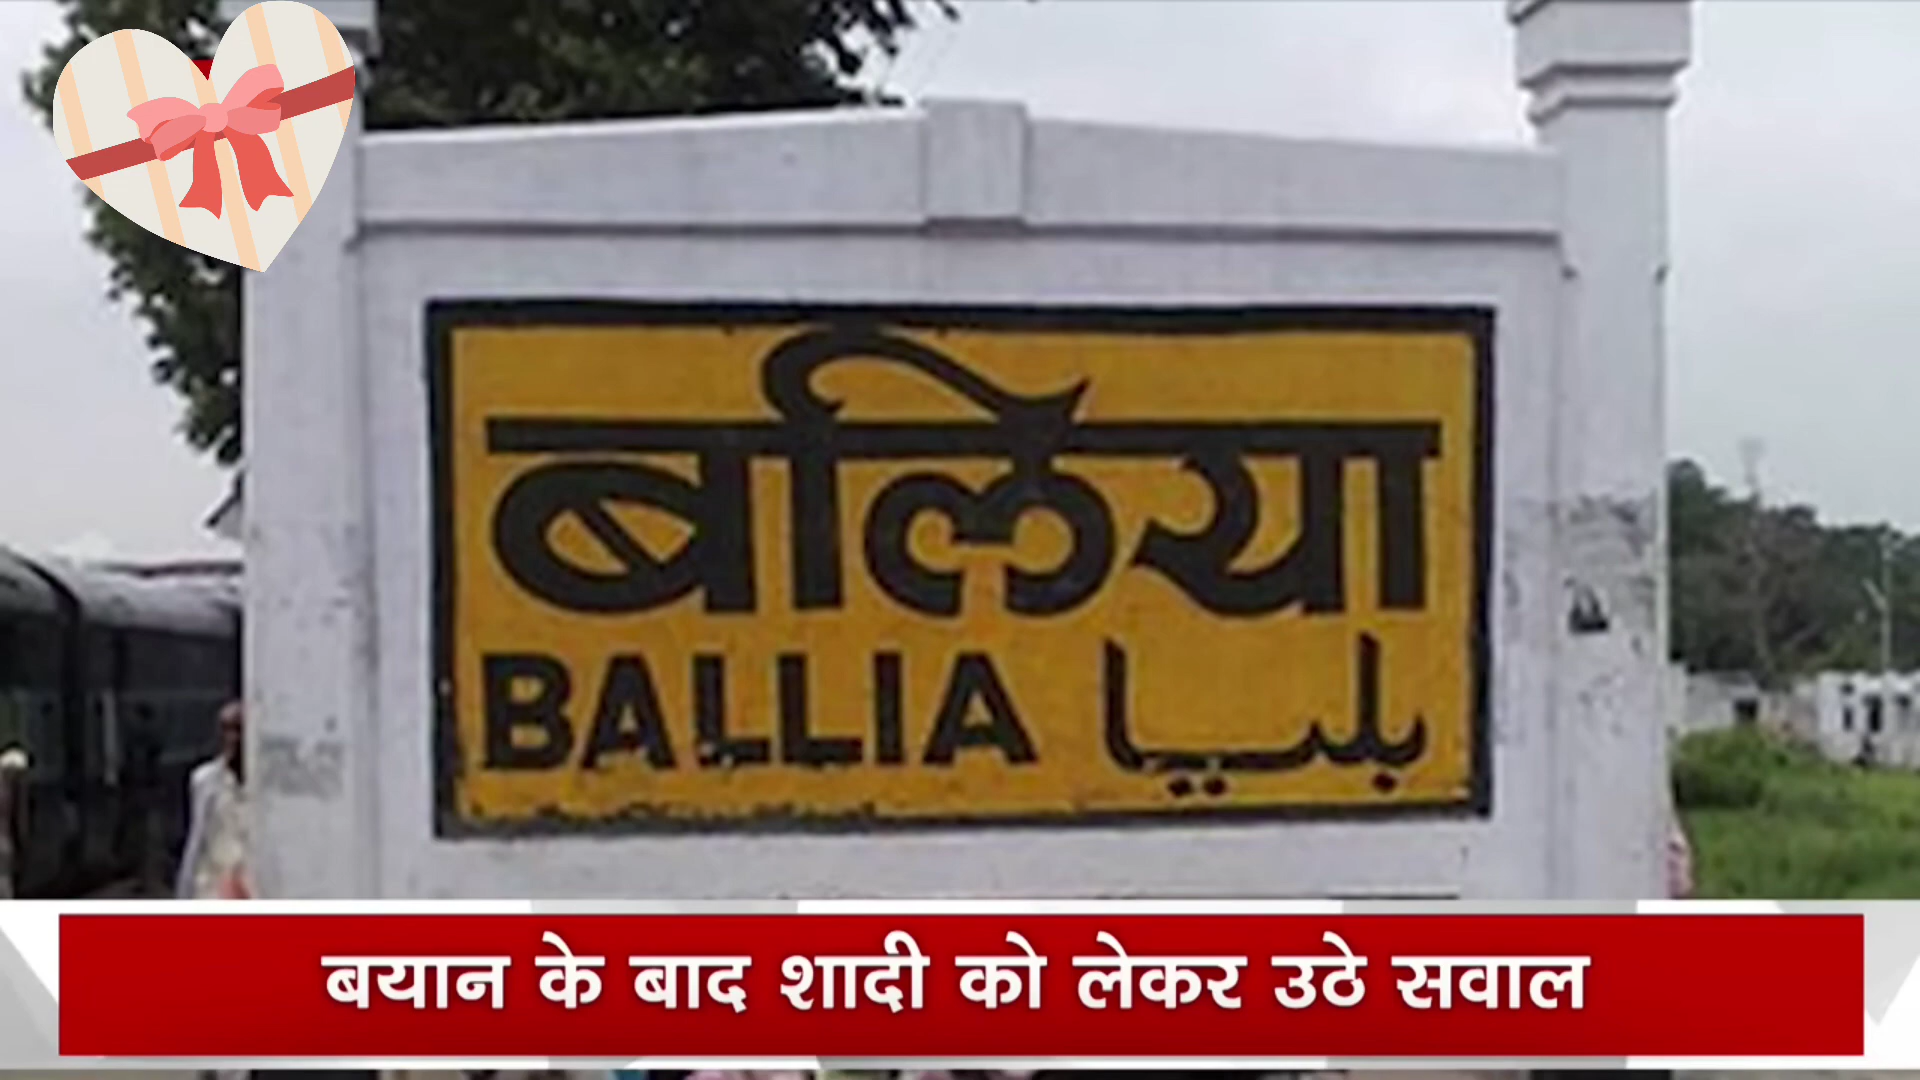 बलिया
BALLIA بلیا
बयान के बाद शादी को लेकर उठे सवाल